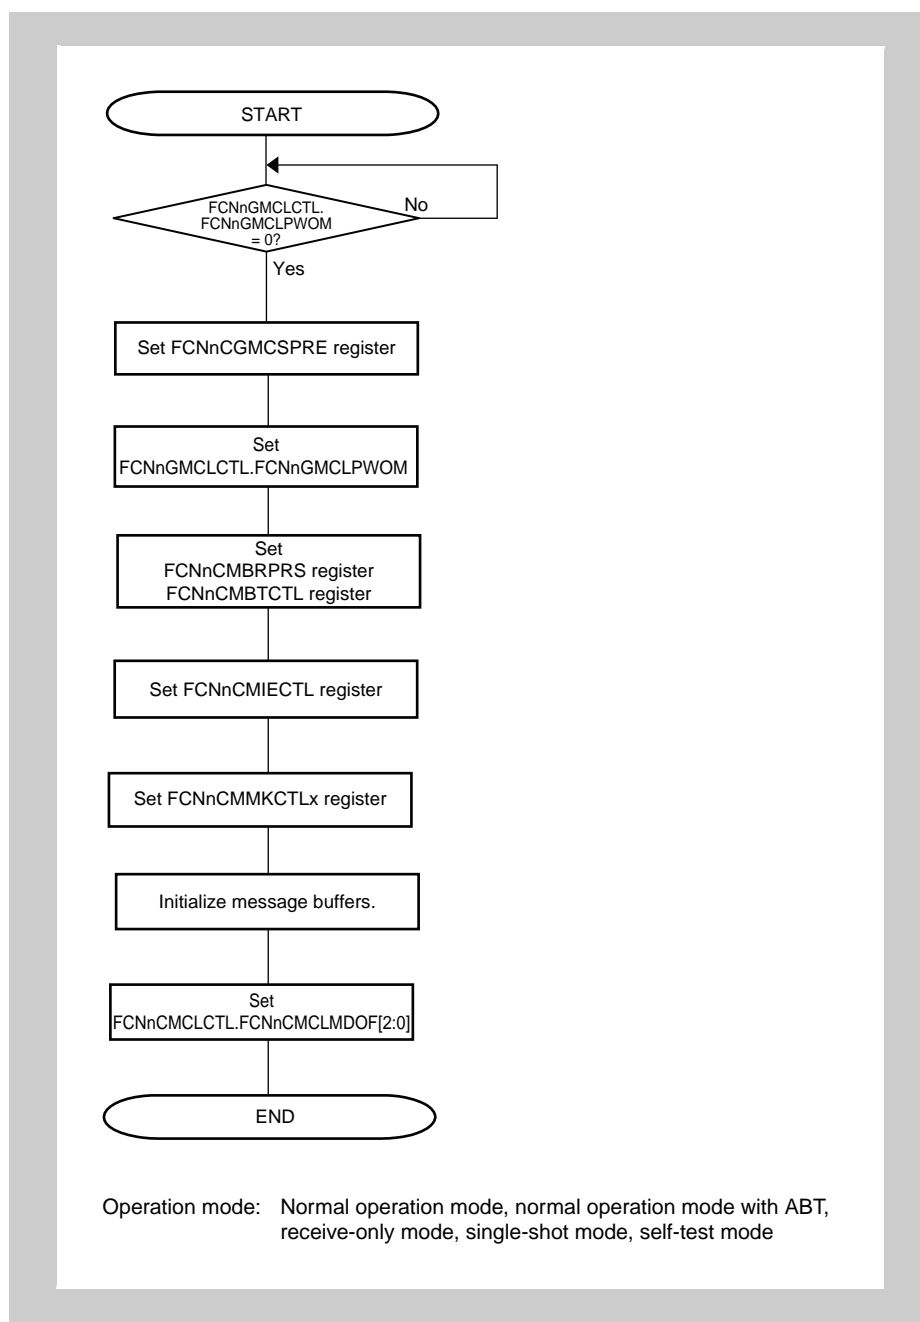 START
FCNnGMCLCTL.
FCNnGMCLPWOM
= 0?
No
Yes
Set FCNnCGMCSPRE register
Set
FCNnGMCLCTL.FCNnGMCLPWOM
Set
FCNnCMBRPRS register
FCNnCMBTCTL register
Set FCNnCMIECTL register
Set FCNnCMMKCTLx register
Initialize message buffers.
Set
FCNnCMCLCTL.FCNnCMCLMDOF[2:0]
END
Operation mode: Normal operation mode, normal operation mode with ABT,
receive-only mode, single-shot mode, self-test mode